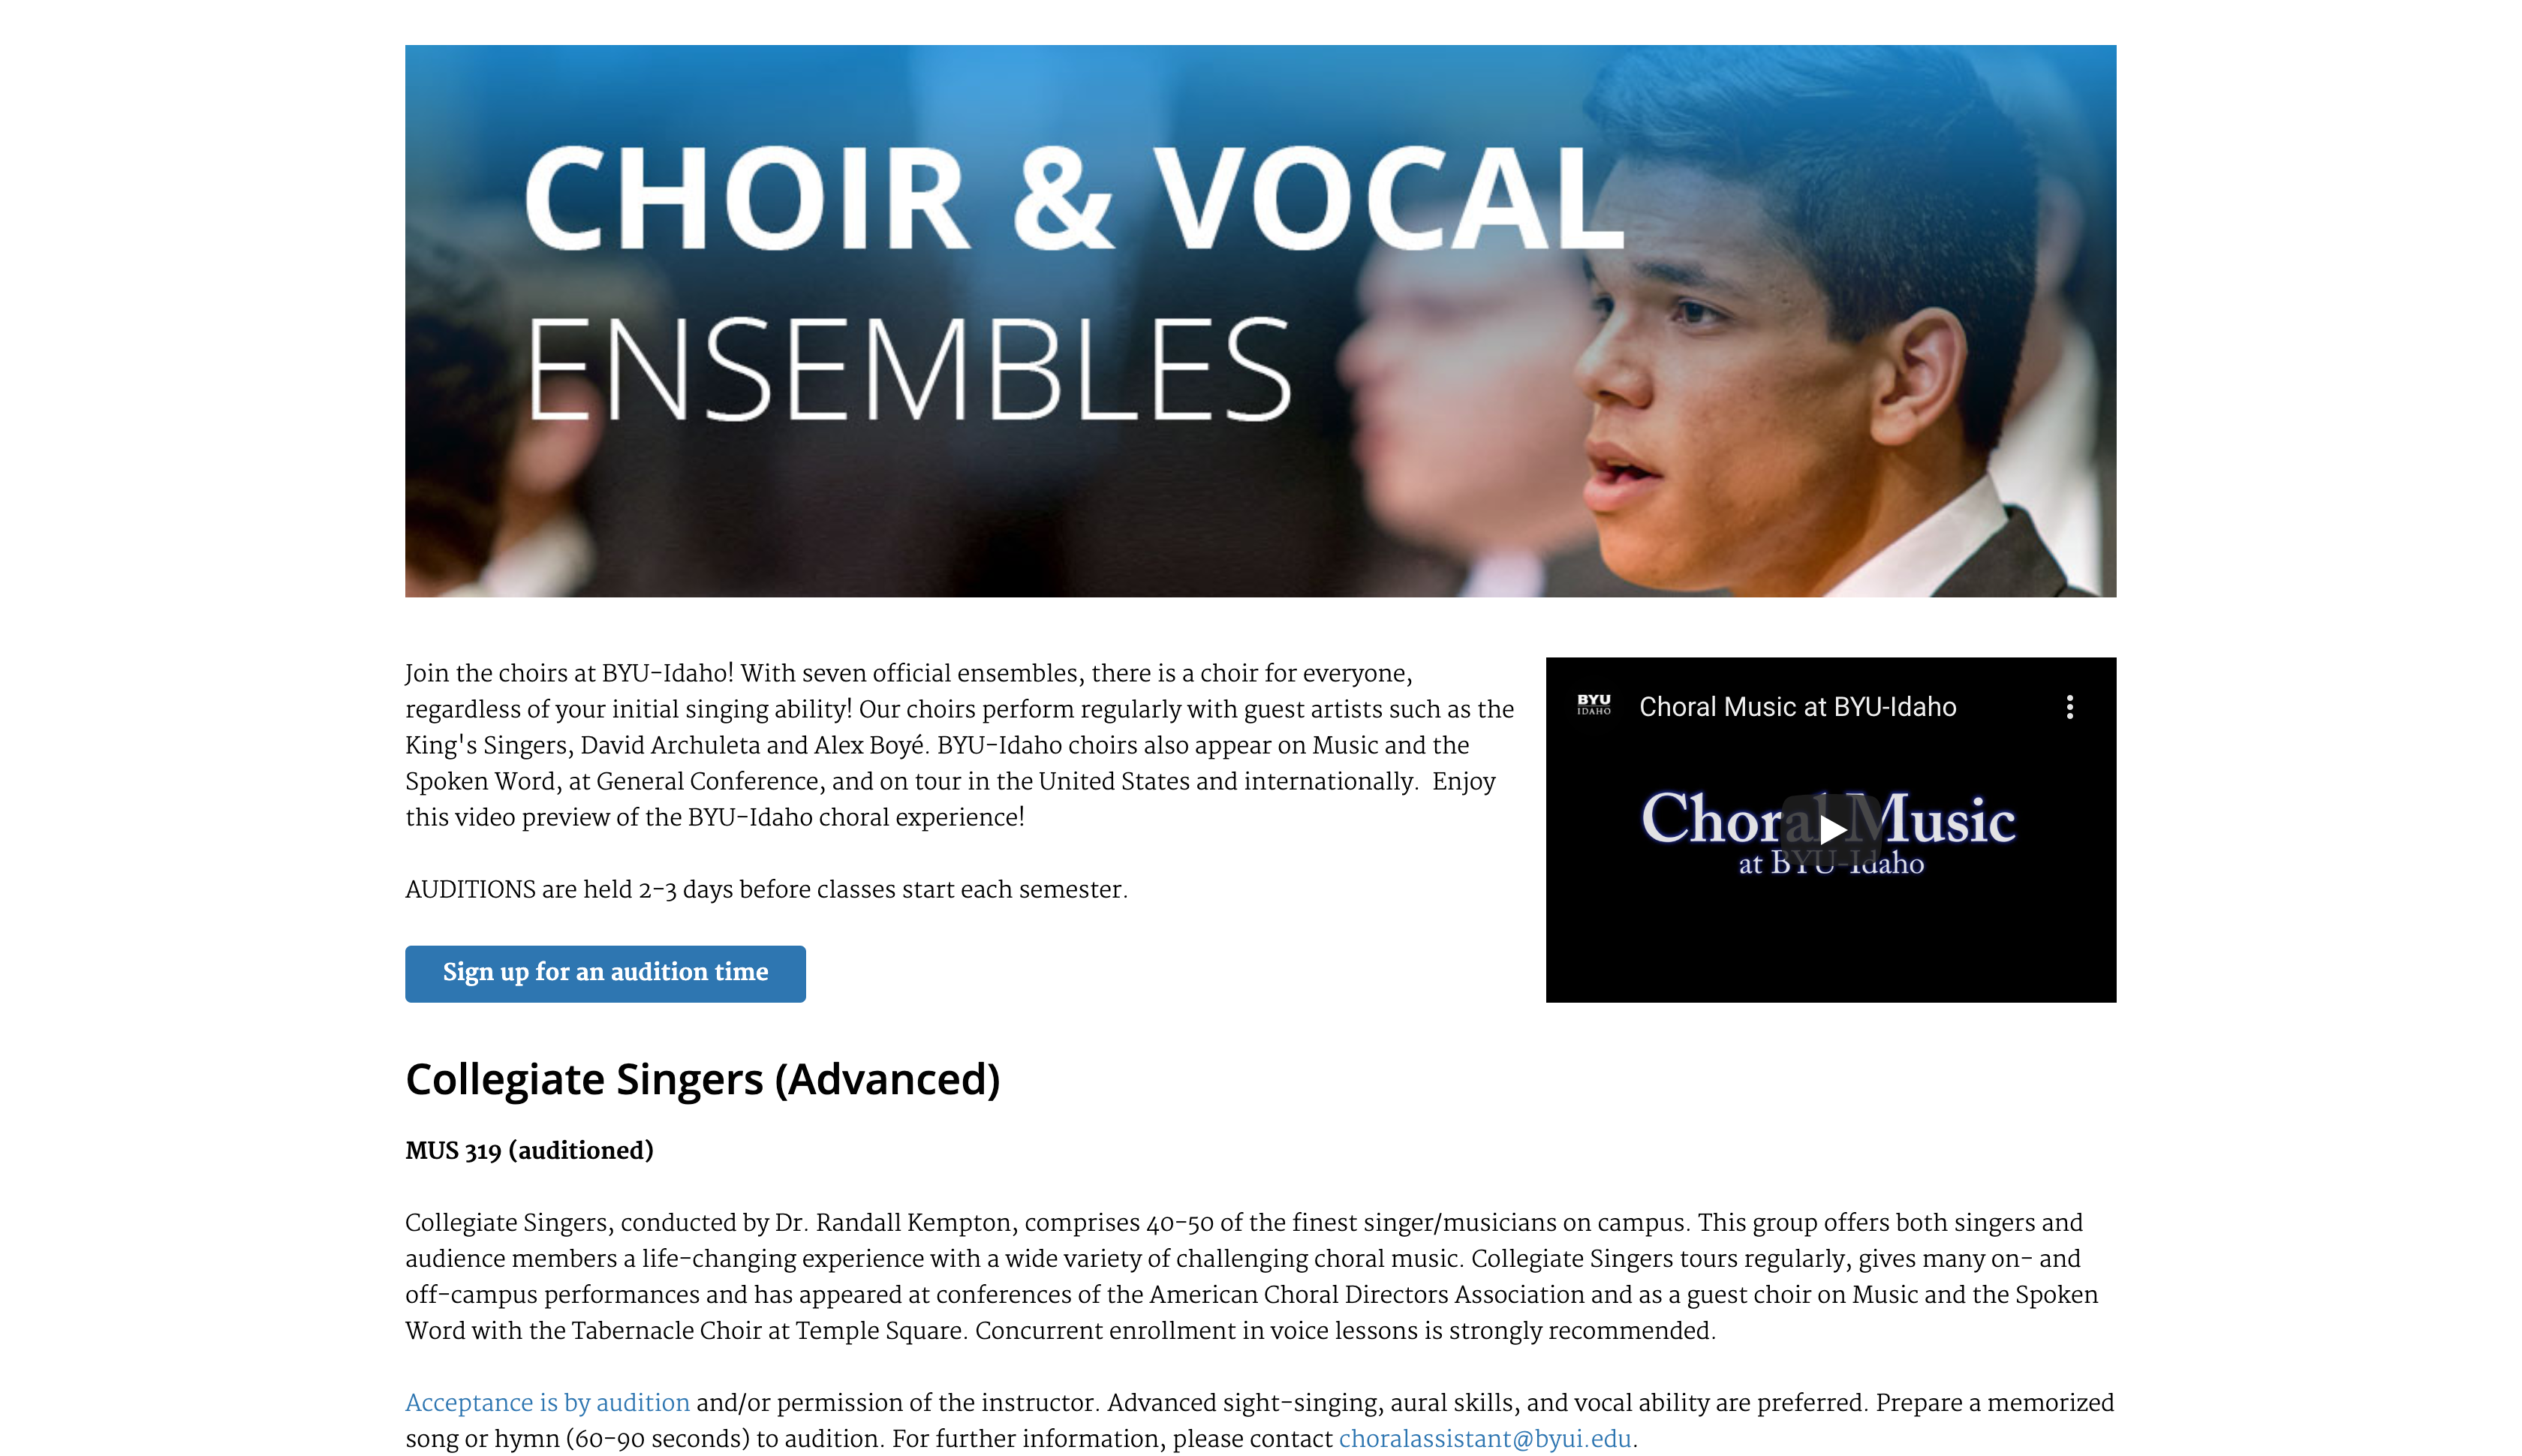 CHOIR & VOCAL
ENSEMBLES
Join the choirs at BYU-Idaho! With seven official ensembles, there is a choir for everyone,
regardless of your initial singing ability! Our choirs perform regularly with guest artists such as the
King's Singers, David Archuleta and Alex Boyé. BYU-Idaho choirs also appear on Music and the
Spoken Word, at General Conference, and on tour in the United States and internationally.  Enjoy
this video preview of the BYU-Idaho choral experience!
AUDITIONS are held 2-3 days before classes start each semester.
Sign up for an audition time
BYU
IDAHO
Choral Music at BYU-Idaho
Choral Music
at BYU-Idaho
Collegiate Singers (Advanced)
MUS 319 (auditioned)
Collegiate Singers, conducted by Dr. Randall Kempton, comprises 40-50 of the finest singer/musicians on campus. This group offers both singers and
audience members a life-changing experience with a wide variety of challenging choral music. Collegiate Singers tours regularly, gives many on- and
off-campus performances and has appeared at conferences of the American Choral Directors Association and as a guest choir on Music and the Spoken
Word with the Tabernacle Choir at Temple Square. Concurrent enrollment in voice lessons is strongly recommended.
Acceptance is by audition and/or permission of the instructor. Advanced sight-singing, aural skills, and vocal ability are preferred. Prepare a memorized
song or hymn (60-90 seconds) to audition. For further information, please contact choralassistant@byui.edu.